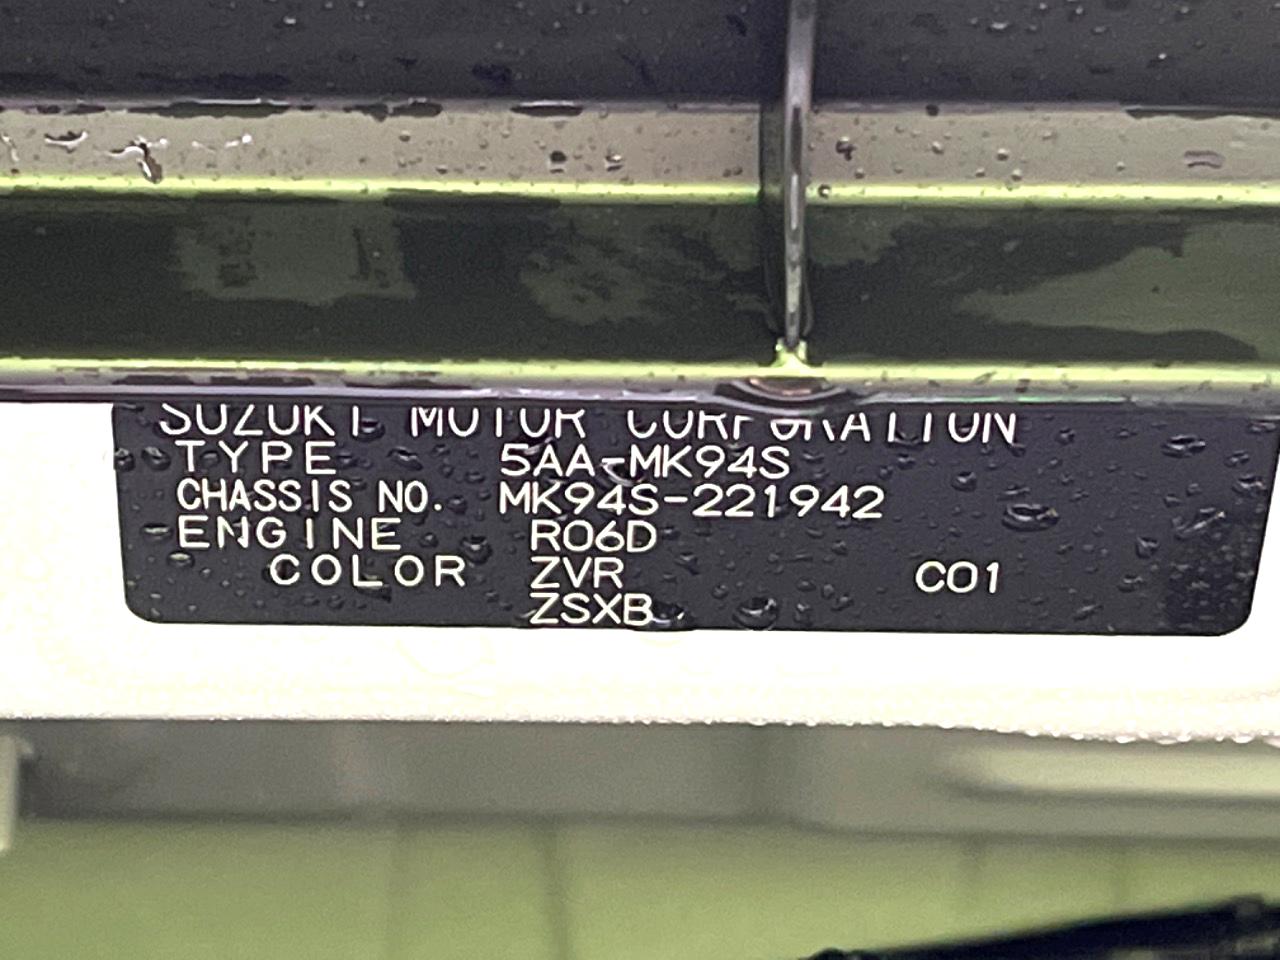 SUZUKI MOTOR CORPORATION
TYPE 5AA-MK94S
CHASSIS NO. MK94S-221942
ENGINE R06D
COLOR ZVR C01
ZSXB